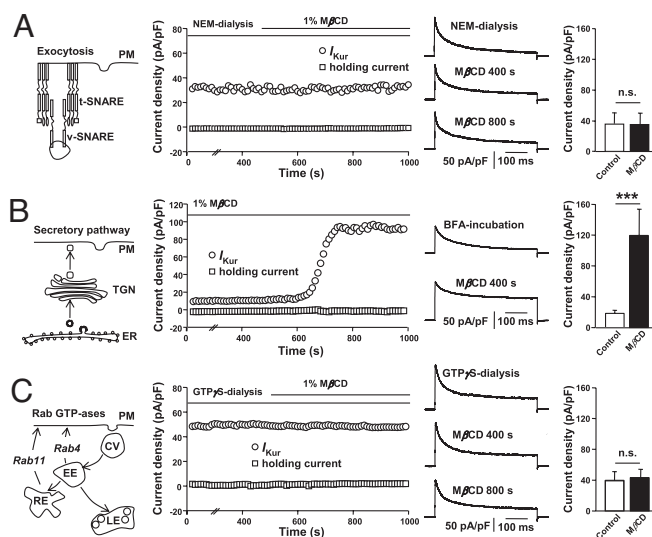 A
Exocytosis
PM
t-SNARE
v-SNARE
Current density (pA/pF)
NEM-dialysis
1% MβCD
IKur
holding current
80
60
40
20
0
-20
0
400
600
800
1000
Time (s)
NEM-dialysis
MβCD 400 s
MβCD 800 s
50 pA/pF
100 ms
Current density (pA/pF)
160
120
80
40
0
n.s.
Control
MβCD
B
Secretory pathway
PM
TGN
ER
Current density (pA/pF)
1% MβCD
IKur
holding current
120
100
80
60
40
20
0
-20
0
400
600
800
1000
Time (s)
BFA-incubation
MβCD 400 s
50 pA/pF
100 ms
Current density (pA/pF)
160
120
80
40
0
***
Control
MβCD
C
Rab GTP-ases
PM
Rab11
Rab4
CV
EE
RE
LE
Current density (pA/pF)
GTPγS-dialysis
1% MβCD
IKur
holding current
80
60
40
20
0
-20
0
400
600
800
1000
Time (s)
GTPγS-dialysis
MβCD 400 s
MβCD 800 s
50 pA/pF
100 ms
Current density (pA/pF)
160
120
80
40
0
n.s.
Control
MβCD